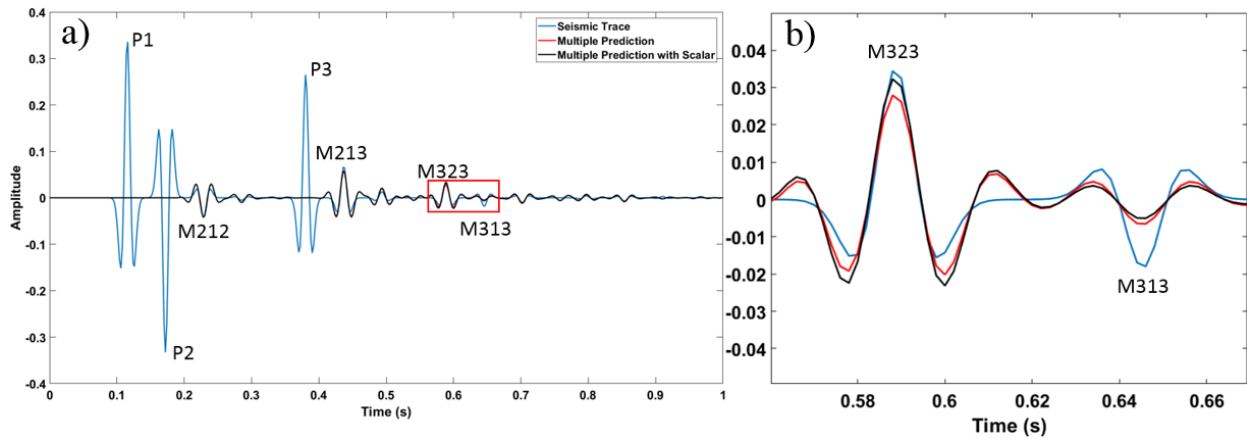 a)
P1
P3
M213
M323
M212
M313
P2
Seismic Trace
Multiple Prediction
Multiple Prediction with Scalar
Amplitude
0.4
0.3
0.2
0.1
0
-0.1
-0.2
-0.3
-0.4
0 0.1 0.2 0.3 0.4 0.5 0.6 0.7 0.8 0.9 1
Time (s)
b)
M323
M313
0.04
0.03
0.02
0.01
0
-0.01
-0.02
-0.03
-0.04
0.58 0.6 0.62 0.64 0.66
Time (s)